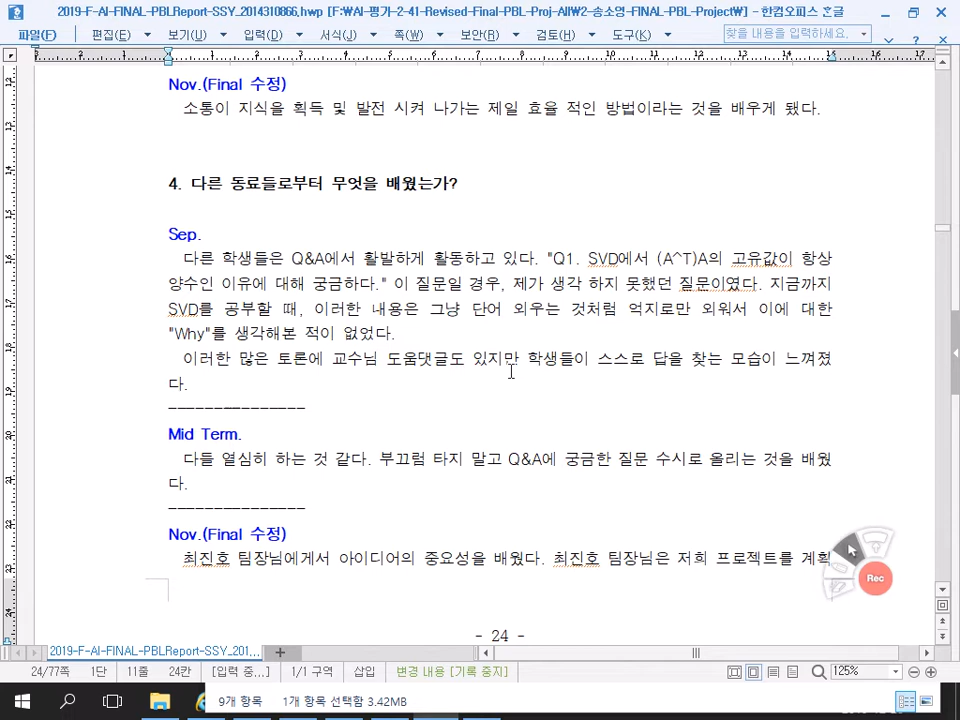 2019-F-AI-FINAL-PBLReport-SSY_2014310866.hwp [F:₩AI-평가-2-41-Revised-Final-PBL-Proj-All₩2-송소영-FINAL-PBL-Project₩] - 한컴오피스 한글
파일(F) 편집(E) 보기(U) 입력(D) 서식(J) 쪽(W) 보안(R) 검토(H) 도구(K) 찾을 내용을 입력하세요.
2 1 1 2 3 4 5 6 7 8 9 10 11 12 13 14 15 16 17
Nov.(Final 수정)
소통이 지식을 획득 및 발전 시켜 나가는 제일 효율 적인 방법이라는 것을 배우게 됐다.
4. 다른 동료들로부터 무엇을 배웠는가?
Sep.
다른 학생들은 Q&A에서 활발하게 활동하고 있다. "Q1. SVD에서 (A^T)A의 고유값이 항상
양수인 이유에 대해 궁금하다." 이 질문일 경우, 제가 생각 하지 못했던 질문이였다. 지금까지
SVD를 공부할 때, 이러한 내용은 그냥 단어 외우는 것처럼 억지로만 외워서 이에 대한
"Why"를 생각해본 적이 없었다.
이러한 많은 토론에 교수님 도움댓글도 있지만 학생들이 스스로 답을 찾는 모습이 느껴졌
다.
---------------
Mid Term.
다들 열심히 하는 것 같다. 부끄럼 타지 말고 Q&A에 궁금한 질문 수시로 올리는 것을 배웠
다.
---------------
Nov.(Final 수정)
최진호 팀장님에게서 아이디어의 중요성을 배웠다. 최진호 팀장님은 저희 프로젝트를 계획
Rec
- 24 -
2019-F-AI-FINAL-PBLReport-SSY_201...
24/77쪽 1단 11줄 24칸 [입력 중...] 1/1 구역 삽입 변경 내용 [기록 중지] 125%
9개 항목 1개 항목 선택함 3.42MB